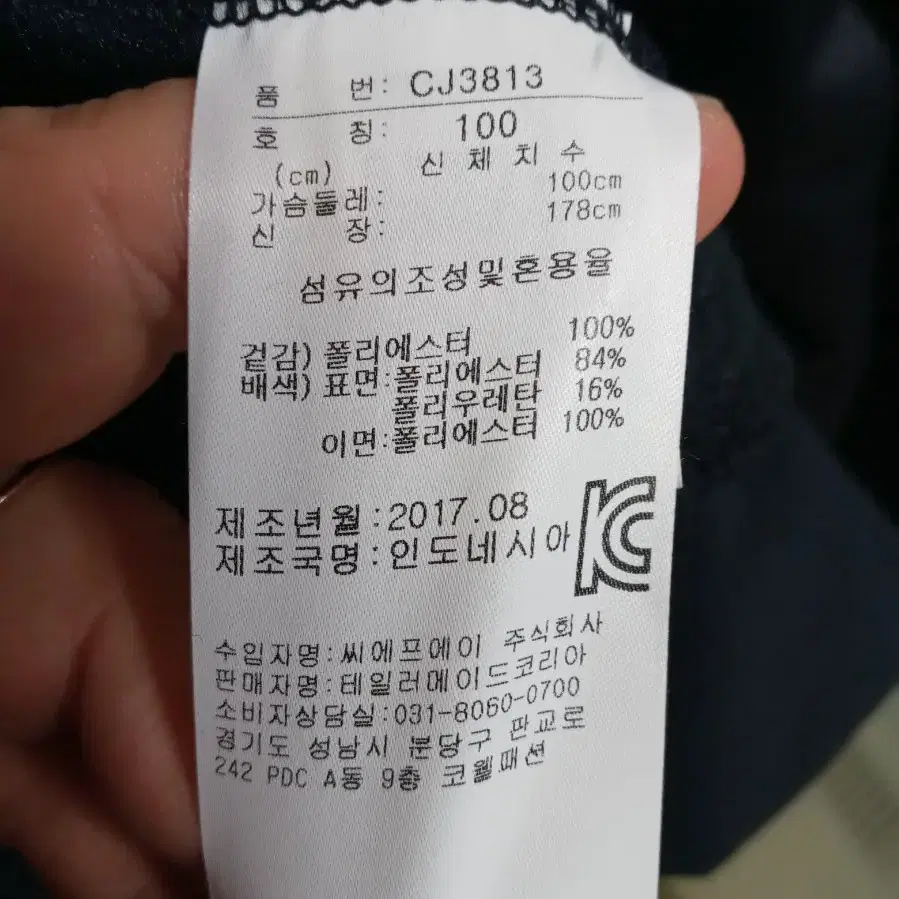 품 번: CJ3813
호 칭: 100
(cm) 신 체 치 수
가슴둘레: 100cm
신 장: 178cm
섬유의조성및혼용율
겉감) 폴리에스터 100%
배색) 표면:폴리에스터 84%
폴리우레탄 16%
이면:폴리에스터 100%
제조년월:2017.08
제조국명:인도네시아
수입자명:씨에프에이 주식회사
판매자명:테일러메이드코리아
소비자상담실:031-8060-0700
경기도 성남시 분당구 판교로
242 PDC A동 9층 코웰패션